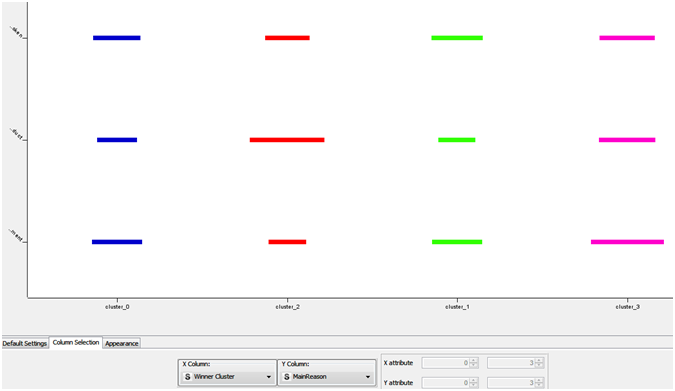 cluster_0 cluster_2 cluster_1 cluster_3
Default Settings Column Selection Appearance
X Column: Y Column: X attribute 0 3
S Winner Cluster S MainReason
Y attribute 0 3